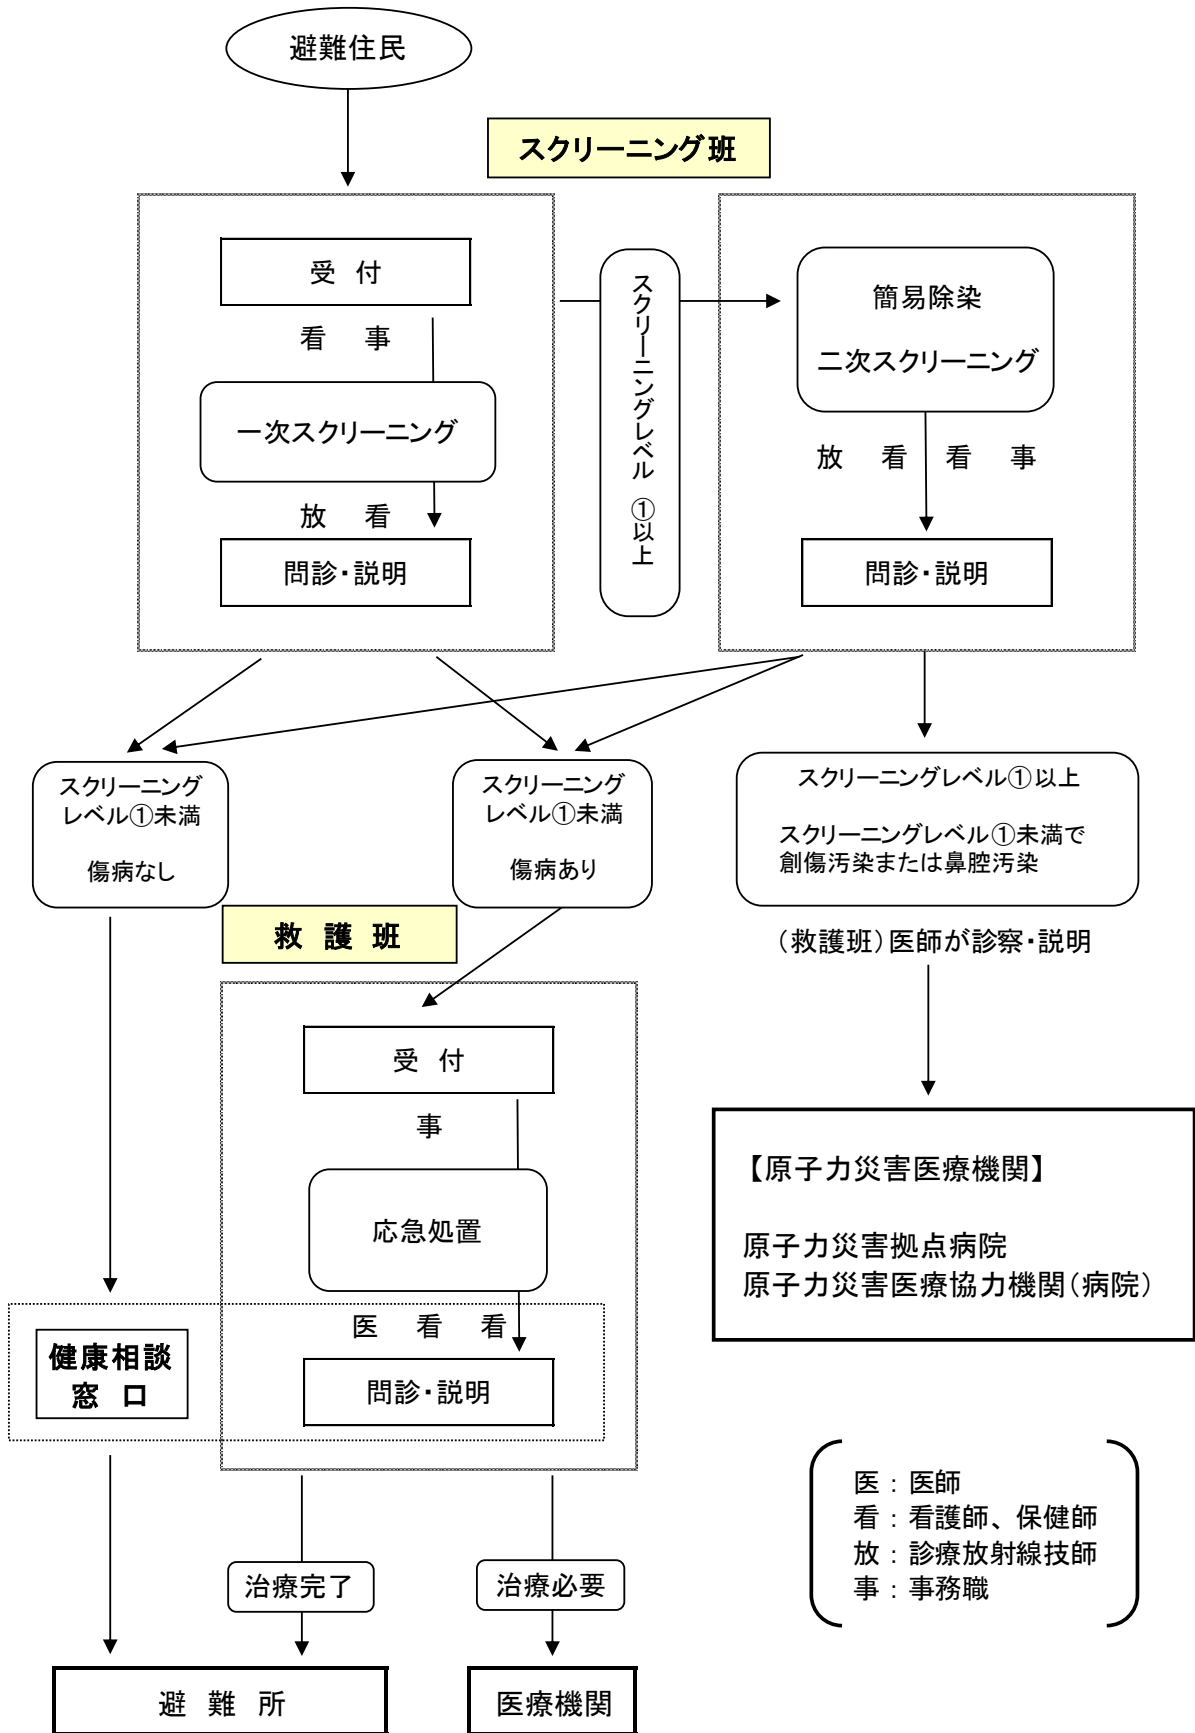 避難住民
スクリーニング班
受 付
看 事
一次スクリーニング
放 看
問診・説明
スクリーニングレベル ①以上
簡易除染
二次スクリーニング
放 看 看 事
問診・説明
スクリーニング
レベル①未満
傷病なし
スクリーニング
レベル①未満
傷病あり
スクリーニングレベル①以上
スクリーニングレベル①未満で
創傷汚染または鼻腔汚染
（救護班）医師が診察・説明
救 護 班
受 付
事
応急処置
医 看 看
問診・説明
健康相談
窓 口
【原子力災害医療機関】
原子力災害拠点病院
原子力災害医療協力機関（病院）
医 : 医師
看 : 看護師、保健師
放 : 診療放射線技師
事 : 事務職
治療完了
治療必要
避 難 所
医療機関